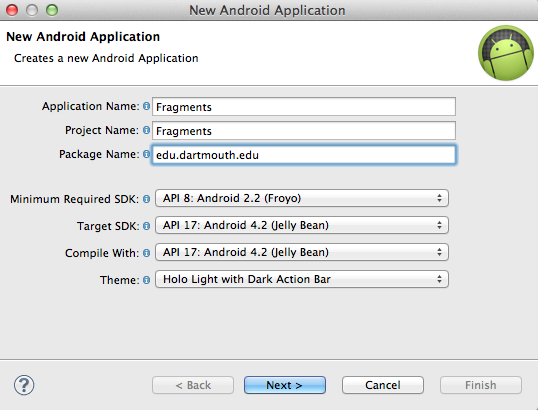 New Android Application
New Android Application
Creates a new Android Application
Application Name: Fragments
Project Name: Fragments
Package Name: edu.dartmouth.edu
Minimum Required SDK: API 8: Android 2.2 (Froyo)
Target SDK: API 17: Android 4.2 (Jelly Bean)
Compile With: API 17: Android 4.2 (Jelly Bean)
Theme: Holo Light with Dark Action Bar
? < Back Next > Cancel Finish